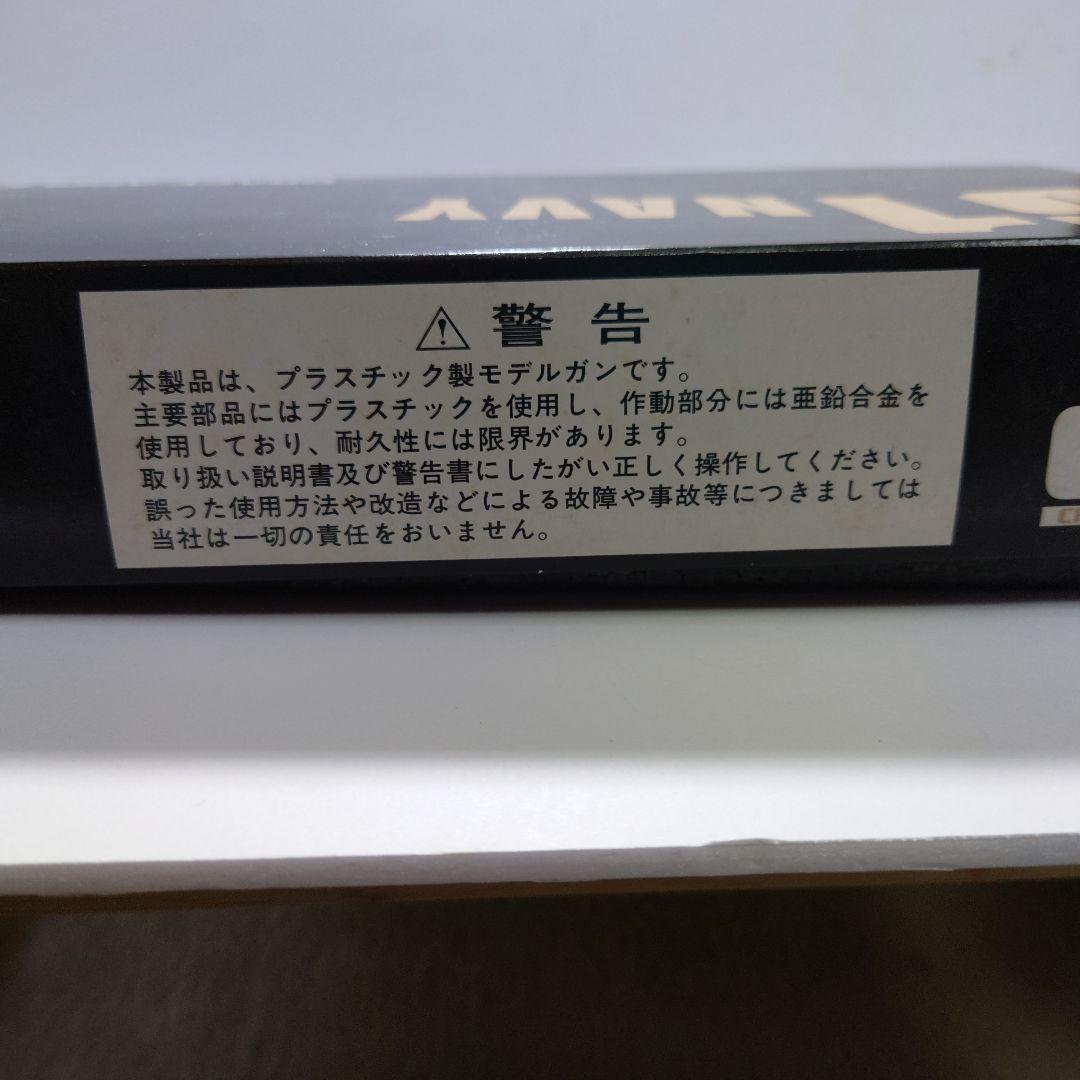 51 NAVY
⚠ 警告
本製品は、プラスチック製モデルガンです。
主要部品にはプラスチックを使用し、作動部分には亜鉛合金を
使用しており、耐久性には限界があります。
取り扱い説明書及び警告書にしたがい正しく操作してください。
誤った使用方法や改造などによる故障や事故等につきましては
当社は一切の責任をおいません。